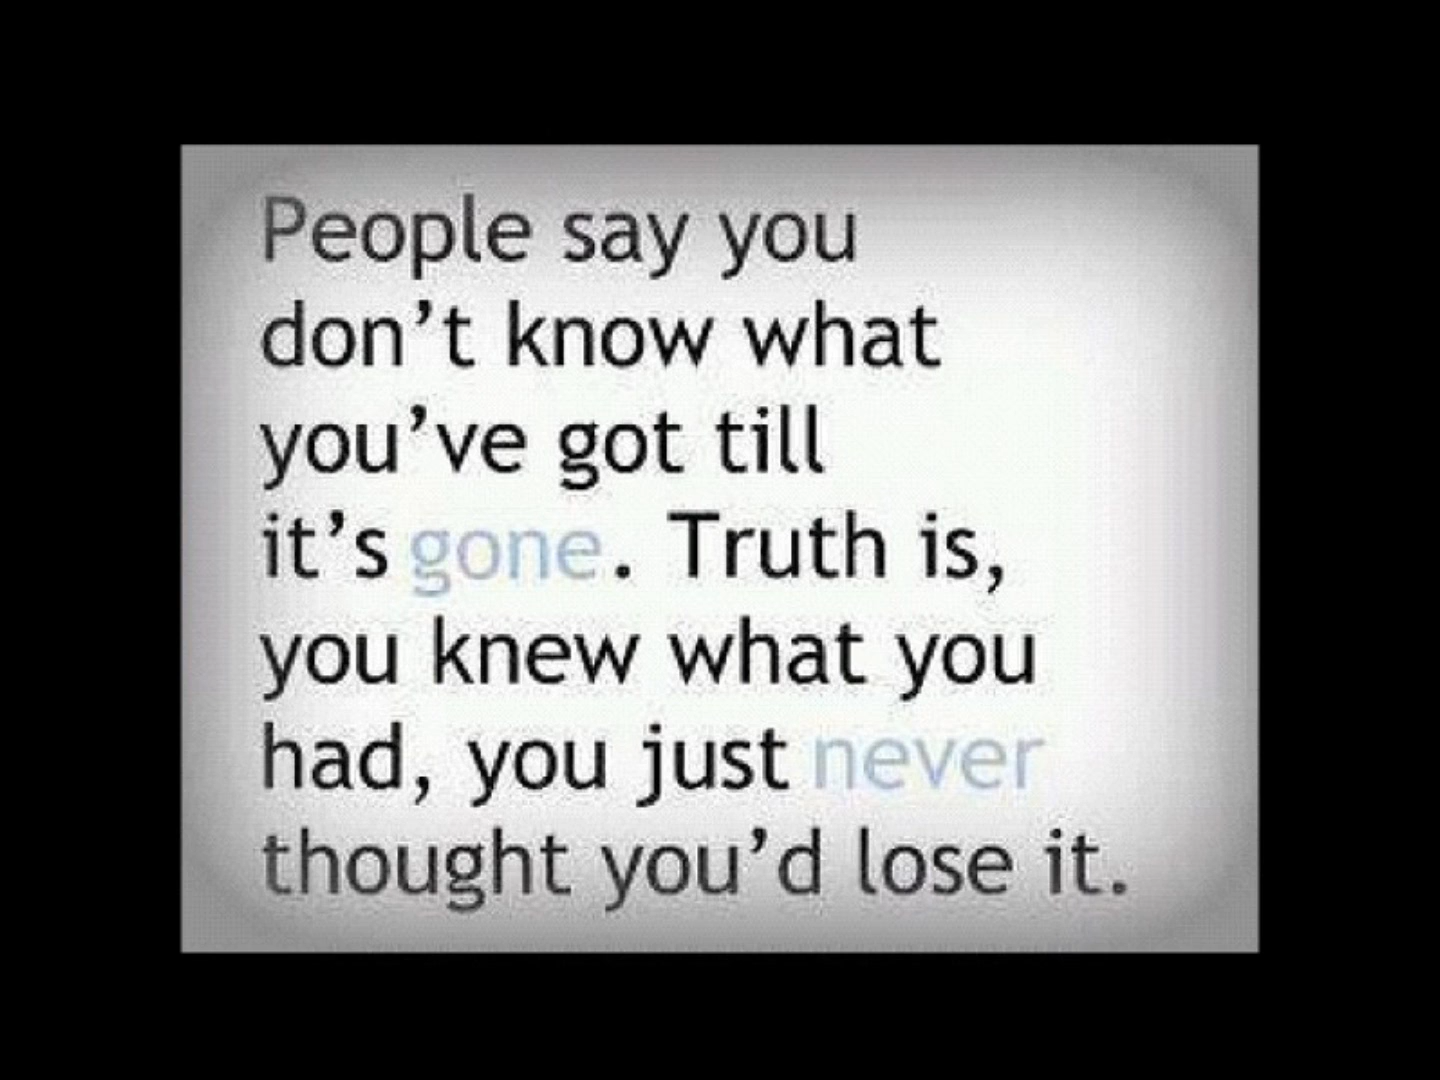 People say you
don’t know what
you’ve got till
it’s gone. Truth is,
you knew what you
had, you just never
thought you’d lose it.